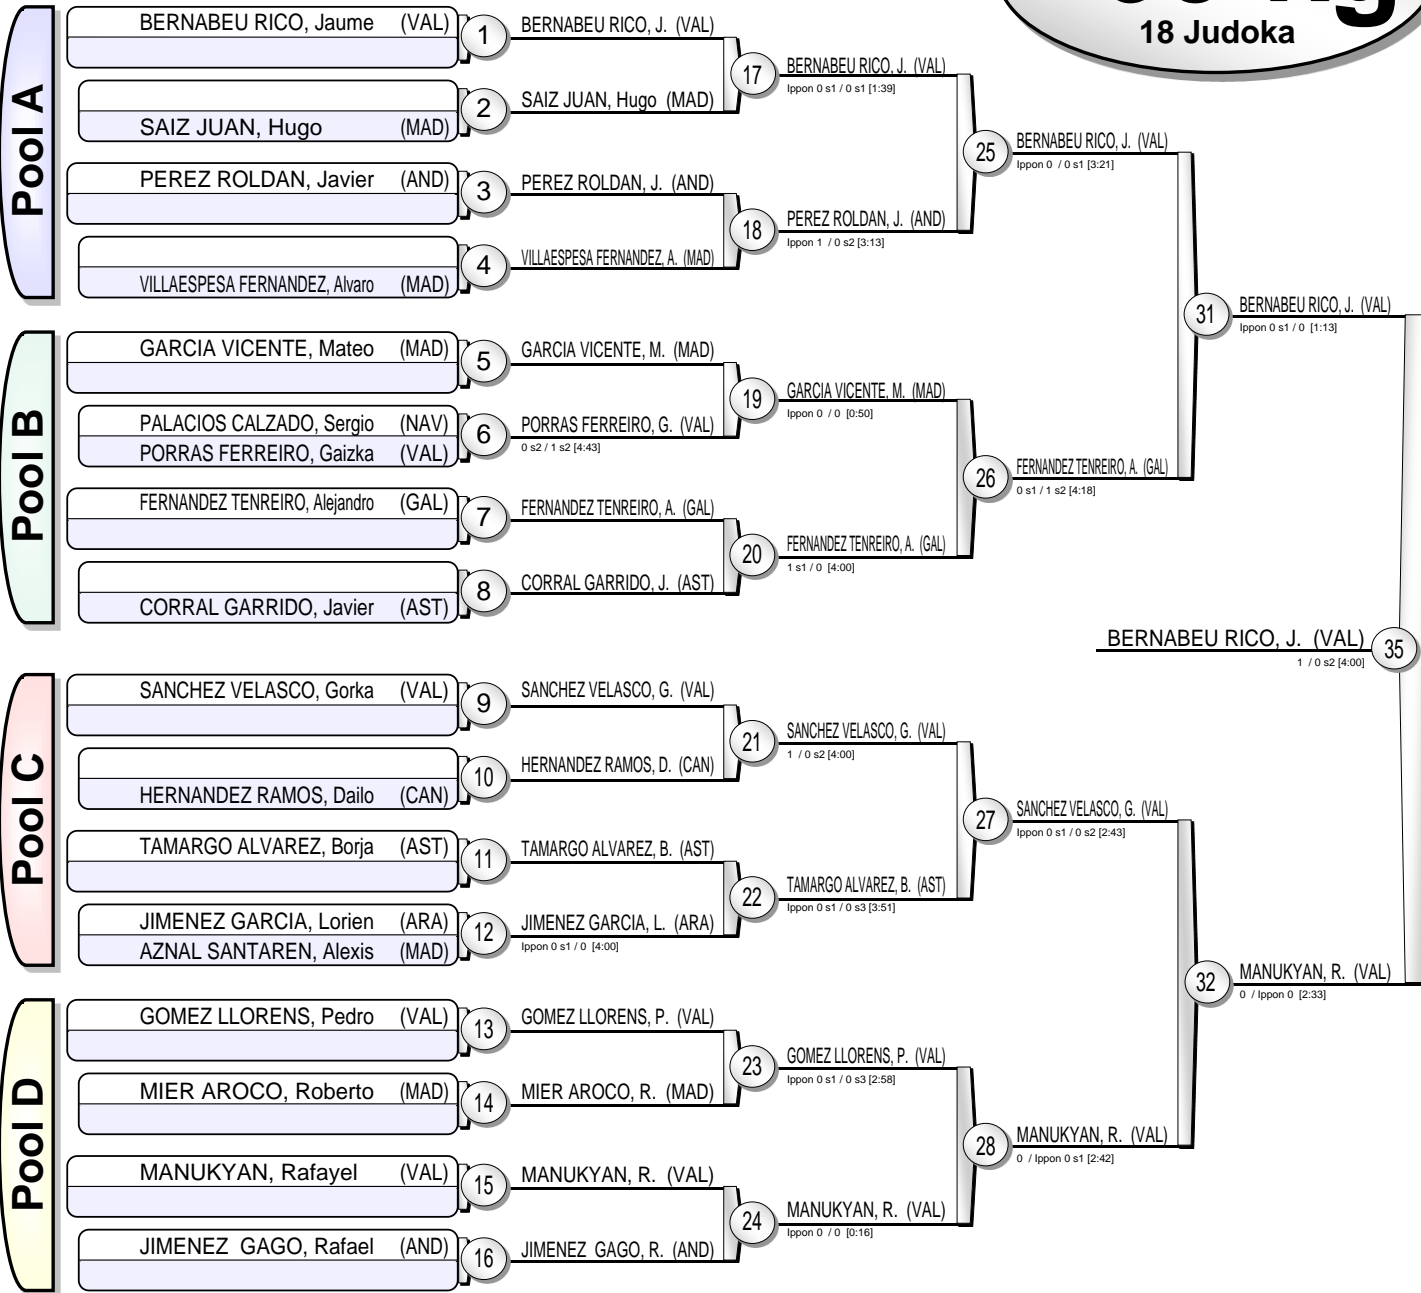 18 Judoka
Pool A
BERNABEU RICO, Jaume (VAL)
1
BERNABEU RICO, J. (VAL)
SAIZ JUAN, Hugo (MAD)
2
SAIZ JUAN, Hugo (MAD)
17
BERNABEU RICO, J. (VAL)
Ippon 0 s1 / 0 s1 [1:39]
PEREZ ROLDAN, Javier (AND)
3
PEREZ ROLDAN, J. (AND)
VILLAESPESA FERNANDEZ, Alvaro (MAD)
4
VILLAESPESA FERNANDEZ, A. (MAD)
18
PEREZ ROLDAN, J. (AND)
Ippon 1 / 0 s2 [3:13]
25
BERNABEU RICO, J. (VAL)
Ippon 0 / 0 s1 [3:21]
Pool B
GARCIA VICENTE, Mateo (MAD)
5
GARCIA VICENTE, M. (MAD)
PALACIOS CALZADO, Sergio (NAV)
PORRAS FERREIRO, Gaizka (VAL)
6
PORRAS FERREIRO, G. (VAL)
0 s2 / 1 s2 [4:43]
19
GARCIA VICENTE, M. (MAD)
Ippon 0 / 0 [0:50]
FERNANDEZ TENREIRO, Alejandro (GAL)
7
FERNANDEZ TENREIRO, A. (GAL)
CORRAL GARRIDO, Javier (AST)
8
CORRAL GARRIDO, J. (AST)
20
FERNANDEZ TENREIRO, A. (GAL)
1 s1 / 0 [4:00]
26
FERNANDEZ TENREIRO, A. (GAL)
0 s1 / 1 s2 [4:18]
31
BERNABEU RICO, J. (VAL)
Ippon 0 s1 / 0 [1:13]
BERNABEU RICO, J. (VAL)
1 / 0 s2 [4:00]
35
Pool C
SANCHEZ VELASCO, Gorka (VAL)
9
SANCHEZ VELASCO, G. (VAL)
HERNANDEZ RAMOS, Dailo (CAN)
10
HERNANDEZ RAMOS, D. (CAN)
21
SANCHEZ VELASCO, G. (VAL)
1 / 0 s2 [4:00]
TAMARGO ALVAREZ, Borja (AST)
11
TAMARGO ALVAREZ, B. (AST)
JIMENEZ GARCIA, Lorien (ARA)
AZNAL SANTAREN, Alexis (MAD)
12
JIMENEZ GARCIA, L. (ARA)
Ippon 0 s1 / 0 [4:00]
22
TAMARGO ALVAREZ, B. (AST)
Ippon 0 s1 / 0 s3 [3:51]
27
SANCHEZ VELASCO, G. (VAL)
Ippon 0 s1 / 0 s2 [2:43]
Pool D
GOMEZ LLORENS, Pedro (VAL)
13
GOMEZ LLORENS, P. (VAL)
MIER AROCO, Roberto (MAD)
14
MIER AROCO, R. (MAD)
23
GOMEZ LLORENS, P. (VAL)
Ippon 0 s1 / 0 s3 [2:58]
MANUKYAN, Rafayel (VAL)
15
MANUKYAN, R. (VAL)
JIMENEZ GAGO, Rafael (AND)
16
JIMENEZ GAGO, R. (AND)
24
MANUKYAN, R. (VAL)
Ippon 0 / 0 [0:16]
28
MANUKYAN, R. (VAL)
0 / Ippon 0 s1 [2:42]
32
MANUKYAN, R. (VAL)
0 / Ippon 0 [2:33]